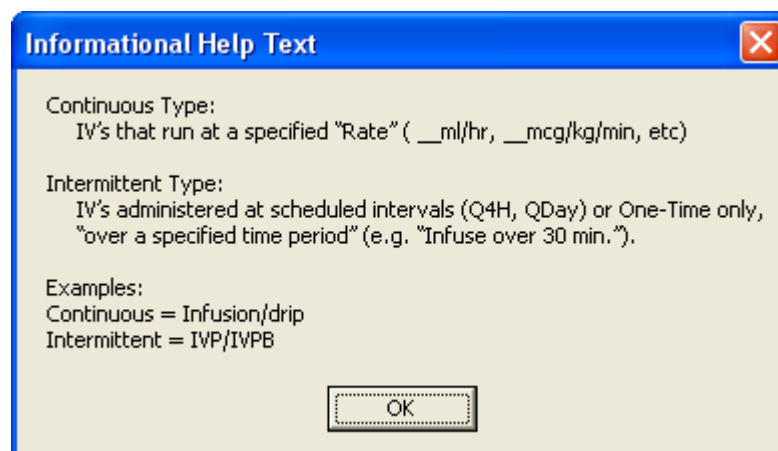 Informational Help Text
Continuous Type:
IV's that run at a specified "Rate" ( __ml/hr, __mcg/kg/min, etc)
Intermittent Type:
IV's administered at scheduled intervals (Q4H, QDay) or One-Time only,
"over a specified time period" (e.g. "Infuse over 30 min.").
Examples:
Continuous = Infusion/drip
Intermittent = IVP/IVPB
OK